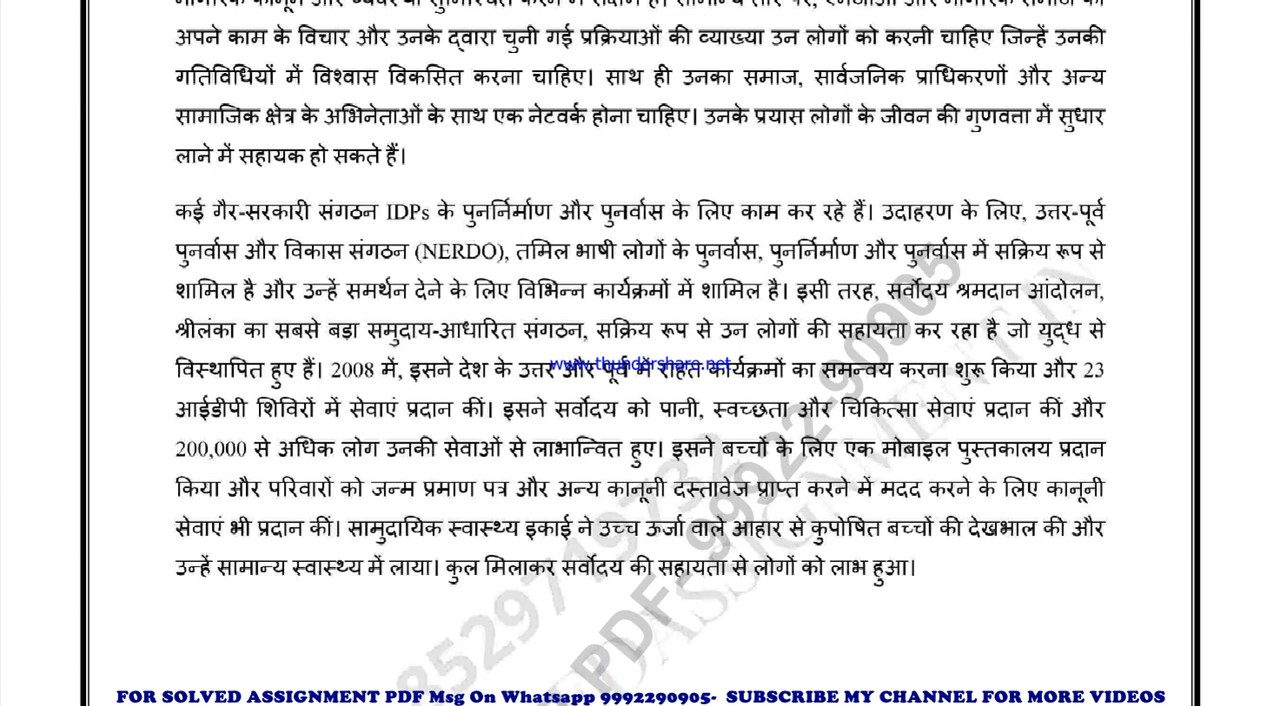 अपने काम के विचार और उनके द्वारा चुनी गई प्रक्रियाओं की व्याख्या उन लोगों को करनी चाहिए जिन्हें उनकी
गतिविधियों में विश्वास विकसित करना चाहिए। साथ ही उनका समाज, सार्वजनिक प्राधिकरणों और अन्य
सामाजिक क्षेत्र के अभिनेताओं के साथ एक नेटवर्क होना चाहिए। उनके प्रयास लोगों के जीवन की गुणवत्ता में सुधार
लाने में सहायक हो सकते हैं।
कई गैर-सरकारी संगठन IDPs के पुनर्निर्माण और पुनर्वास के लिए काम कर रहे हैं। उदाहरण के लिए, उत्तर-पूर्व
पुनर्वास और विकास संगठन (NERDO), तमिल भाषी लोगों के पुनर्वास, पुनर्निर्माण और पुनर्वास में सक्रिय रूप से
शामिल है और उन्हें समर्थन देने के लिए विभिन्न कार्यक्रमों में शामिल है। इसी तरह, सर्वोदय श्रमदान आंदोलन,
श्रीलंका का सबसे बड़ा समुदाय-आधारित संगठन, सक्रिय रूप से उन लोगों की सहायता कर रहा है जो युद्ध से
विस्थापित हुए हैं। 2008 में, इसने देश के उत्तर और पूर्व में राहत कार्यक्रमों का समन्वय करना शुरू किया और 23
www.thundershare.net
आईडीपी शिविरों में सेवाएं प्रदान कीं। इसने सर्वोदय को पानी, स्वच्छता और चिकित्सा सेवाएं प्रदान कीं और
200,000 से अधिक लोग उनकी सेवाओं से लाभान्वित हुए। इसने बच्चों के लिए एक मोबाइल पुस्तकालय प्रदान
किया और परिवारों को जन्म प्रमाण पत्र और अन्य कानूनी दस्तावेज प्राप्त करने में मदद करने के लिए कानूनी
सेवाएं भी प्रदान कीं। सामुदायिक स्वास्थ्य इकाई ने उच्च ऊर्जा वाले आहार से कुपोषित बच्चों की देखभाल की और
उन्हें सामान्य स्वास्थ्य में लाया। कुल मिलाकर सर्वोदय की सहायता से लोगों को लाभ हुआ।
PDF-99922-90905
8529719732
FOR SOLVED ASSIGNMENT PDF Msg On Whatsapp 9992290905- SUBSCRIBE MY CHANNEL FOR MORE VIDEOS